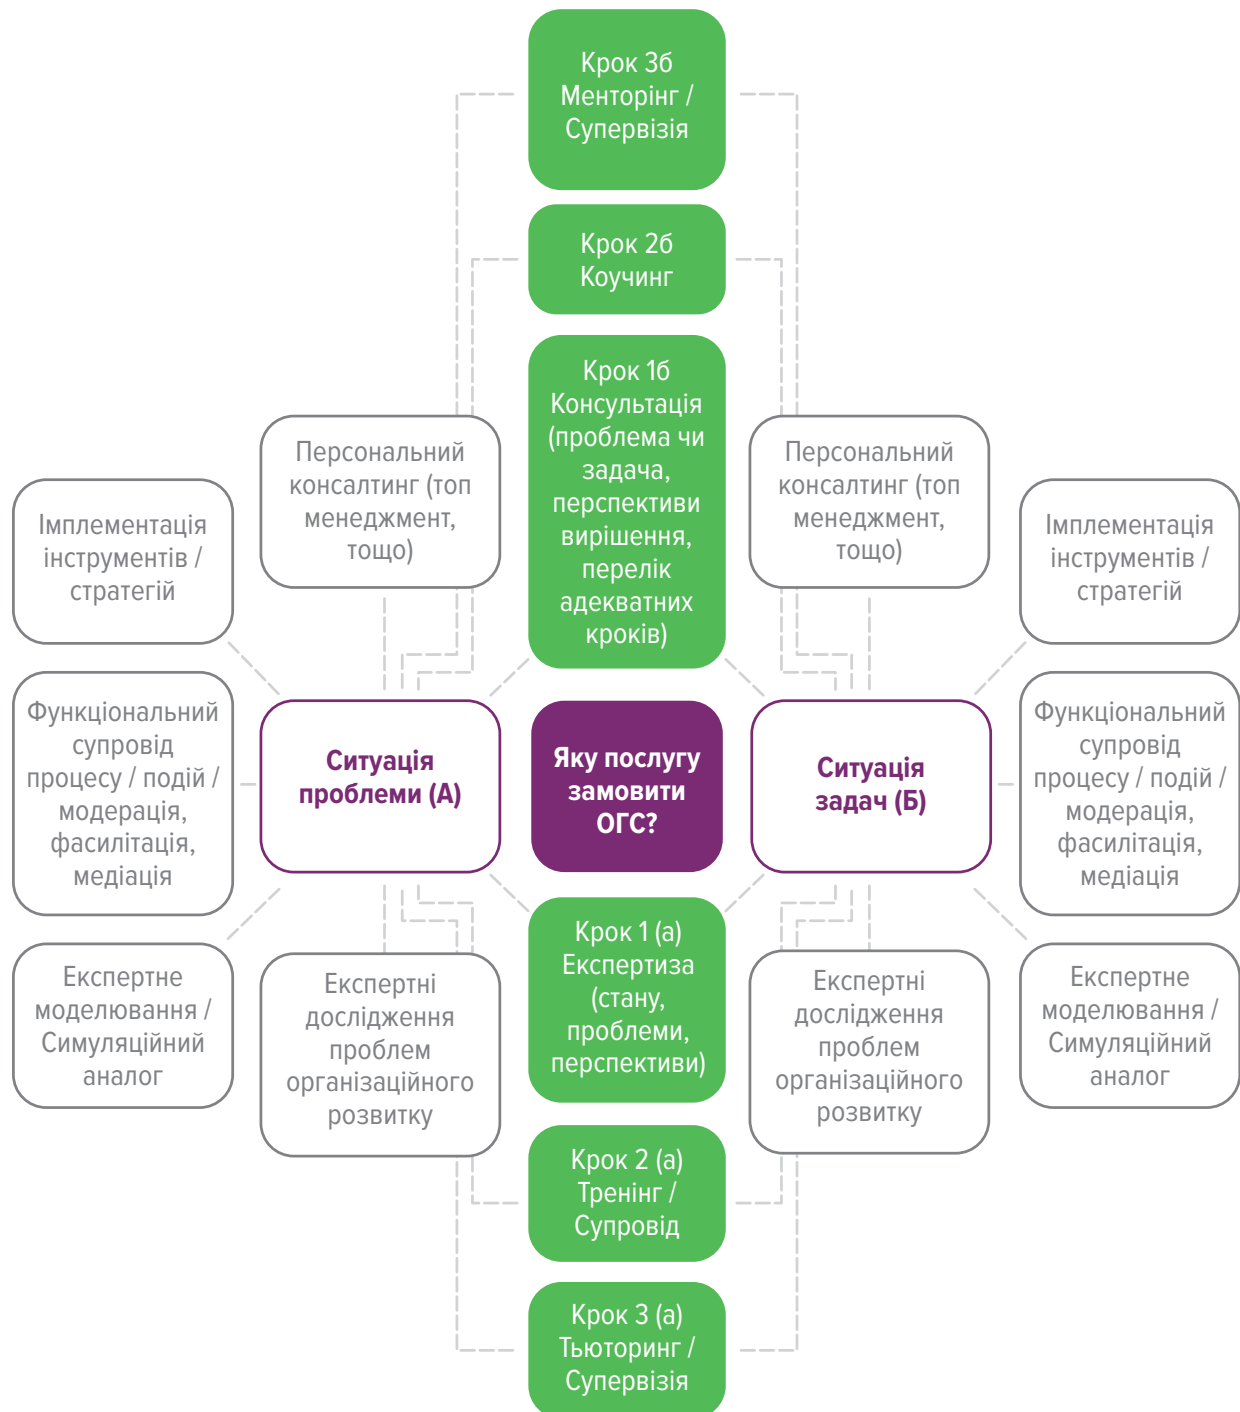 Крок 3б
Менторінг /
Супервізія
Крок 2б
Коучинг
Крок 1б
Консультація
(проблема чи
задача,
перспективи
вирішення,
перелік
адекватних
кроків)
Персональний
консалтинг (топ
менеджмент,
тощо)
Персональний
консалтинг (топ
менеджмент,
тощо)
Імплементація
інструментів /
стратегій
Імплементація
інструментів /
стратегій
Функціональний
супровід
процесу / подій /
модерація,
фасилітація,
медіація
Ситуація
проблеми (А)
Яку послугу
замовити
ОГС?
Ситуація
задач (Б)
Функціональний
супровід
процесу / подій /
модерація,
фасилітація,
медіація
Експертне
моделювання /
Симуляційний
аналог
Експертні
дослідження
проблем
організаційного
розвитку
Крок 1 (а)
Експертиза
(стану,
проблеми,
перспективи)
Експертні
дослідження
проблем
організаційного
розвитку
Експертне
моделювання /
Симуляційний
аналог
Крок 2 (а)
Тренінг /
Супровід
Крок 3 (а)
Тьюторинг /
Супервізія